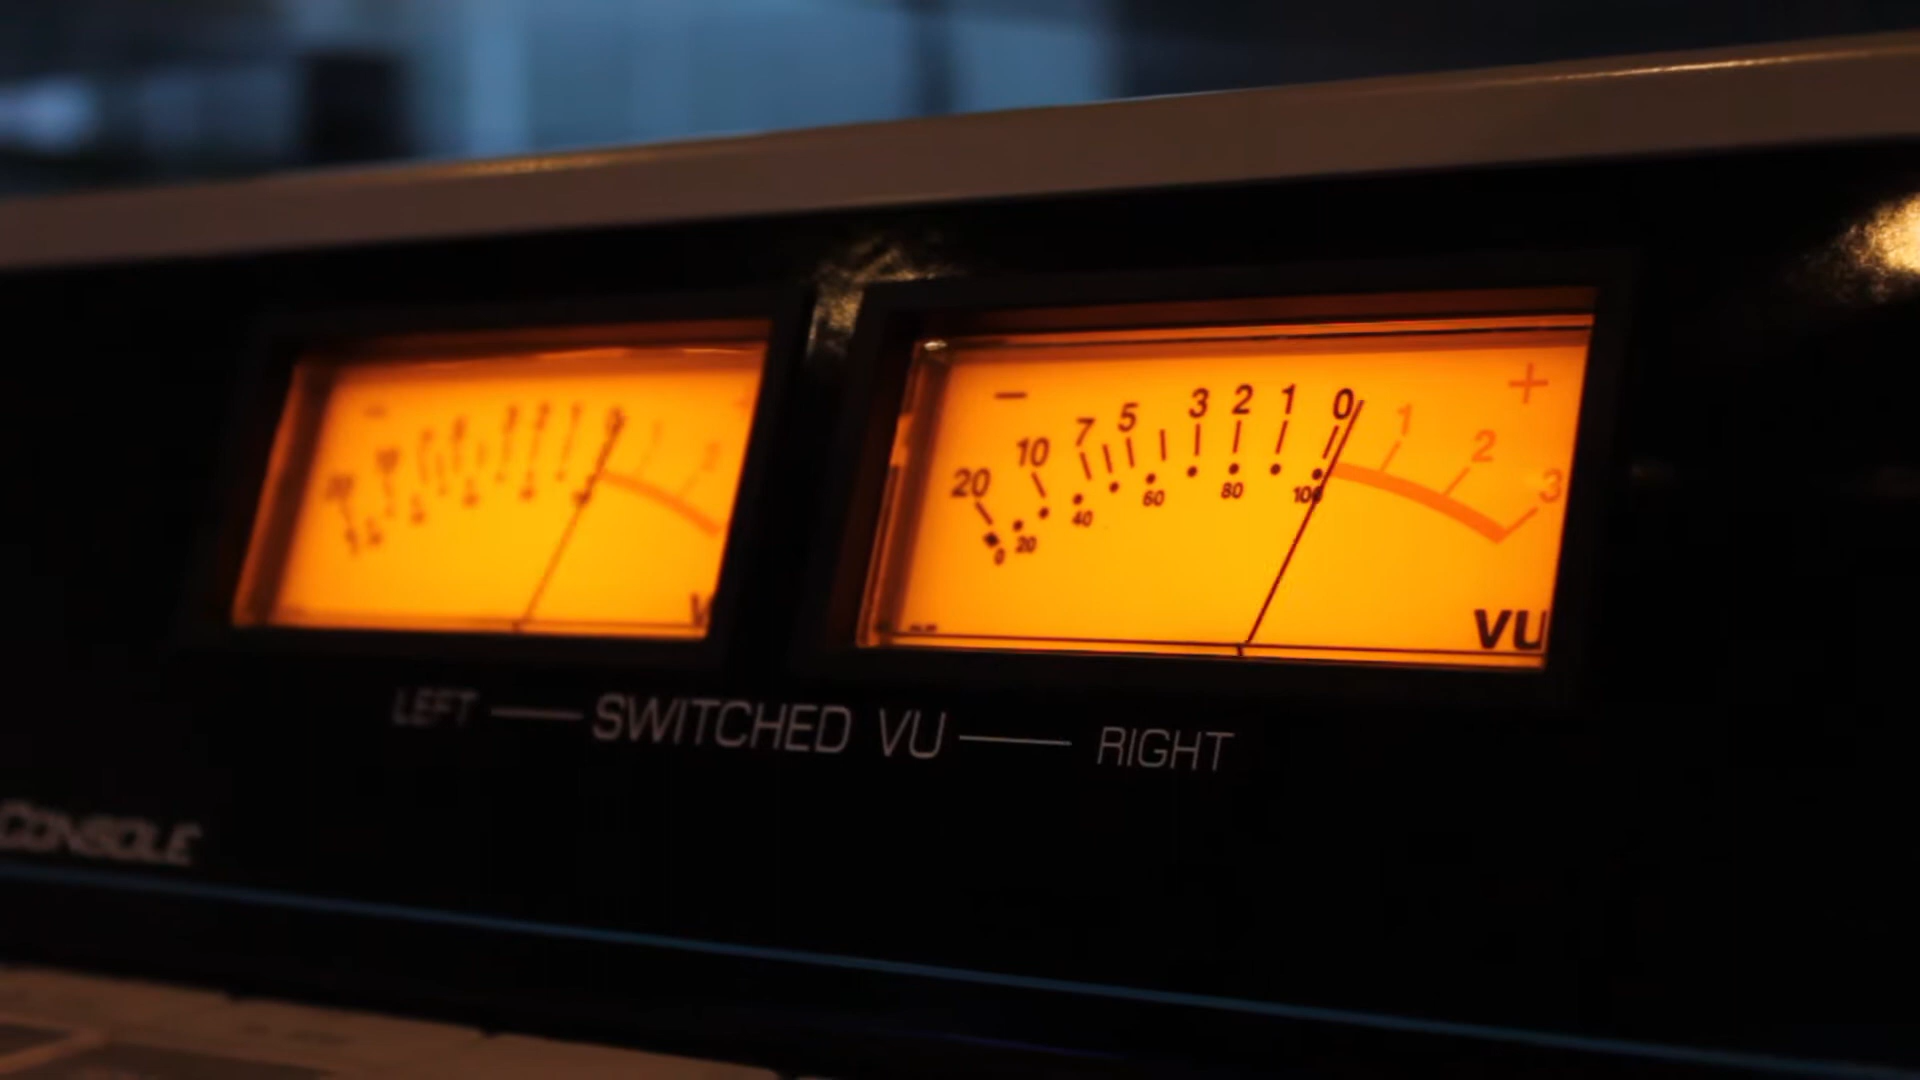 − 20 10 7 5 3 2 1 0 1 2 3 +
0 20 40 60 80 100
VU
LEFT — SWITCHED VU — RIGHT
CONSOLE